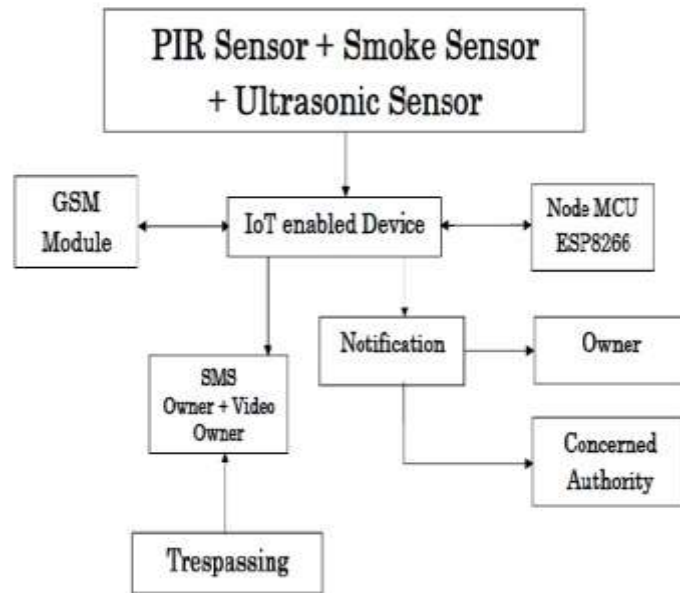 PIR Sensor + Smoke Sensor
+ Ultrasonic Sensor
GSM
Module
IoT enabled Device
Node MCU
ESP8266
Notification
Owner
SMS
Owner + Video
Owner
Concerned
Authority
Trespassing